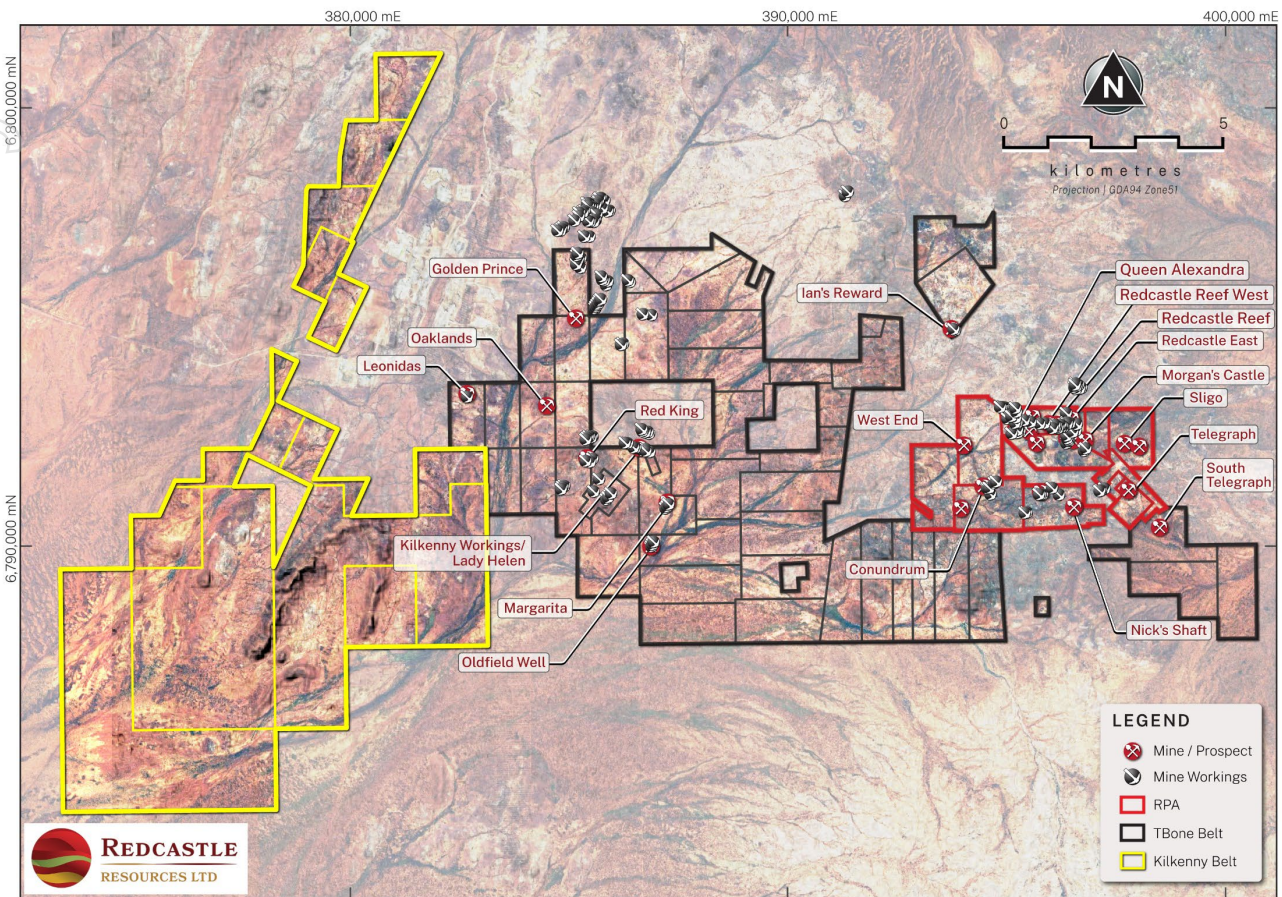 380,000 mE
390,000 mE
400,000 mE
6,800,000 mN
6,790,000 mN
N
0
5
kilometres
Projection | GDA94 Zone51
Golden Prince
Oaklands
Leonidas
Red King
Kilkenny Workings/
Lady Helen
Margarita
Oldfield Well
Ian's Reward
Queen Alexandra
Redcastle Reef West
Redcastle Reef
Redcastle East
Morgan's Castle
Sligo
West End
Telegraph
South
Telegraph
Conundrum
Nick's Shaft
LEGEND
Mine / Prospect
Mine Workings
RPA
TBone Belt
Kilkenny Belt
REDCASTLE
RESOURCES LTD